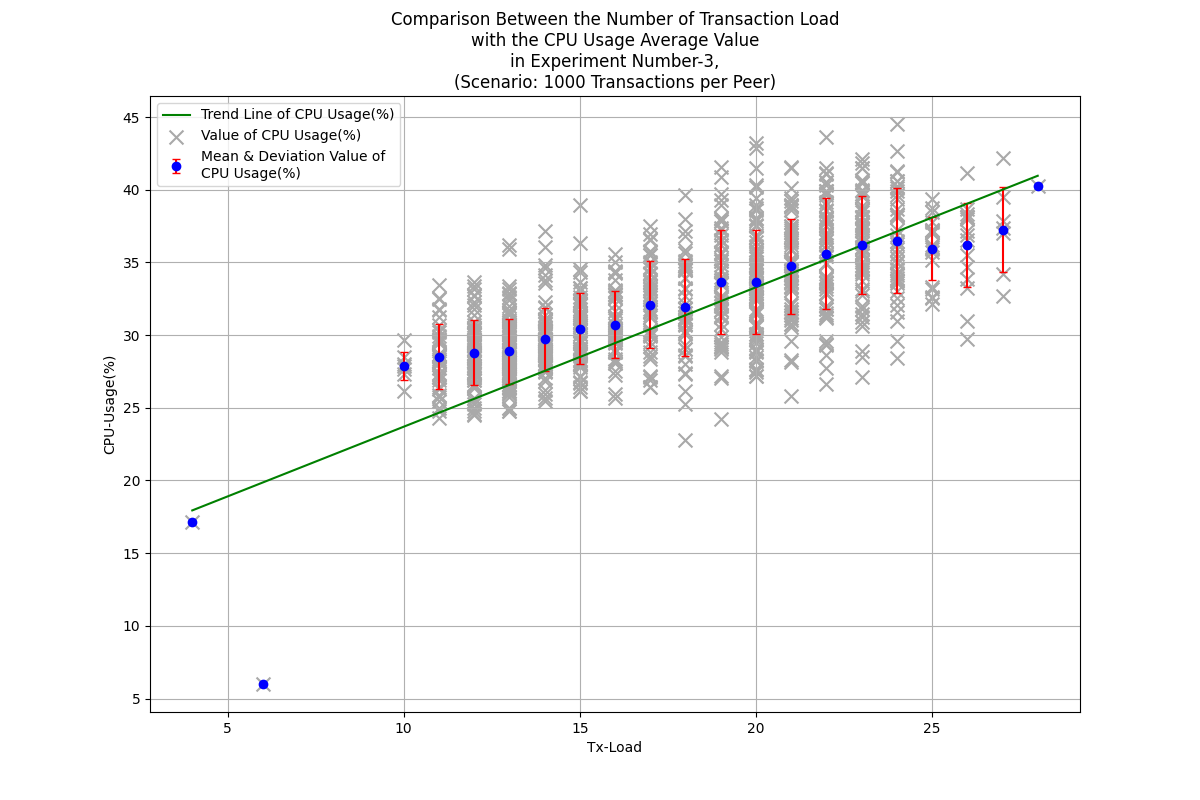 Comparison Between the Number of Transaction Load
with the CPU Usage Average Value
in Experiment Number-3,
(Scenario: 1000 Transactions per Peer)
Trend Line of CPU Usage(%)
Value of CPU Usage(%)
Mean & Deviation Value of
CPU Usage(%)
CPU-Usage(%)
45
40
35
30
25
20
15
10
5
5 10 15 20 25
Tx-Load